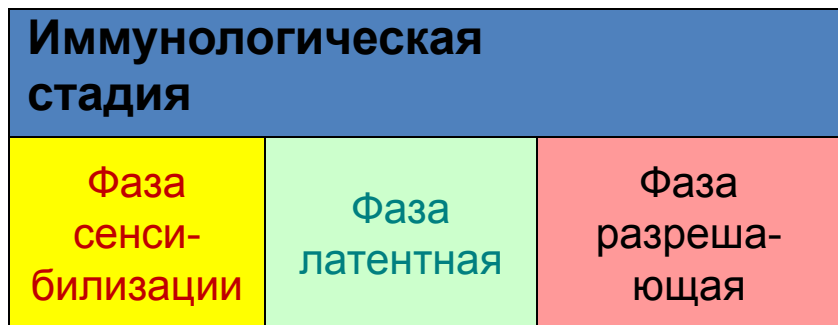 Иммунологическая
стадия
Фаза
сенси-
билизации
Фаза
латентная
Фаза
разреша-
ющая